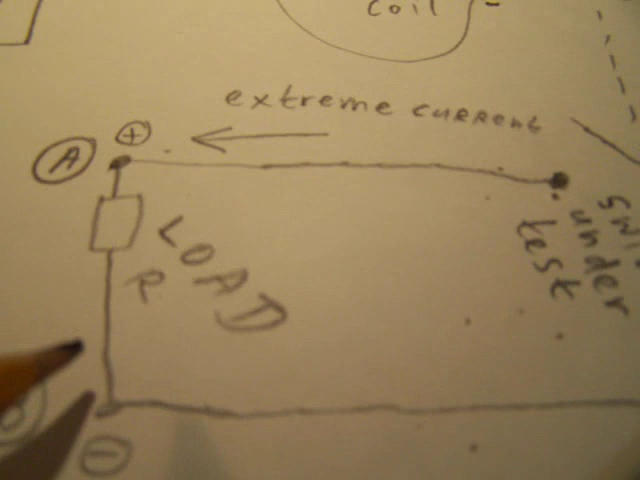 coil
extreme current
+
A
LOAD
R
under
test
−